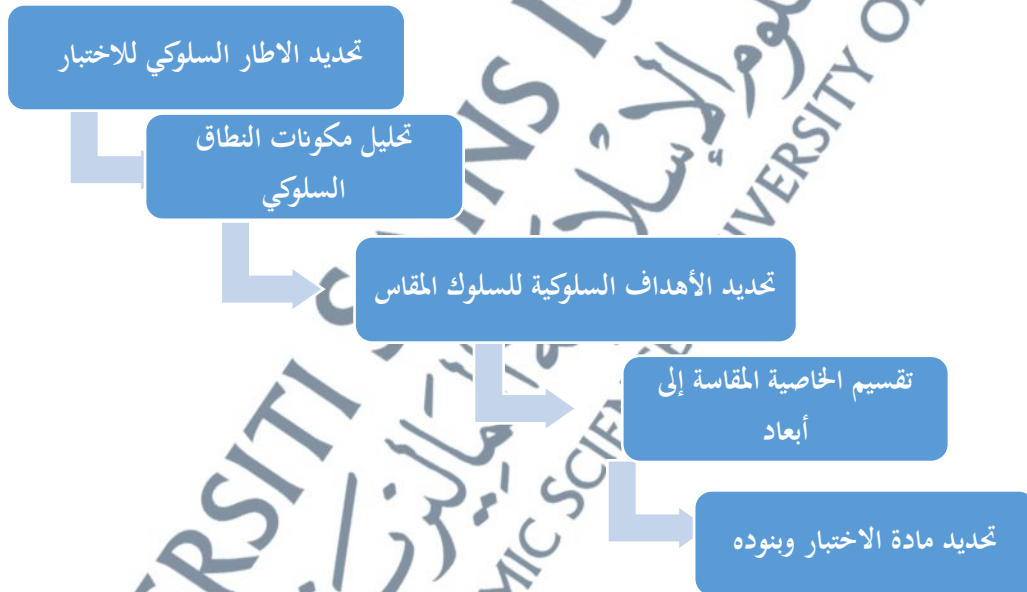 تحديد الاطار السلوكي للاختبار
تحليل مكونات النطاق
السلوكي
تحديد الأهداف السلوكية للسلوك المقاس
تقسيم الخاصية المقاسة إلى
أبعاد
تحديد مادة الاختبار وبنوده